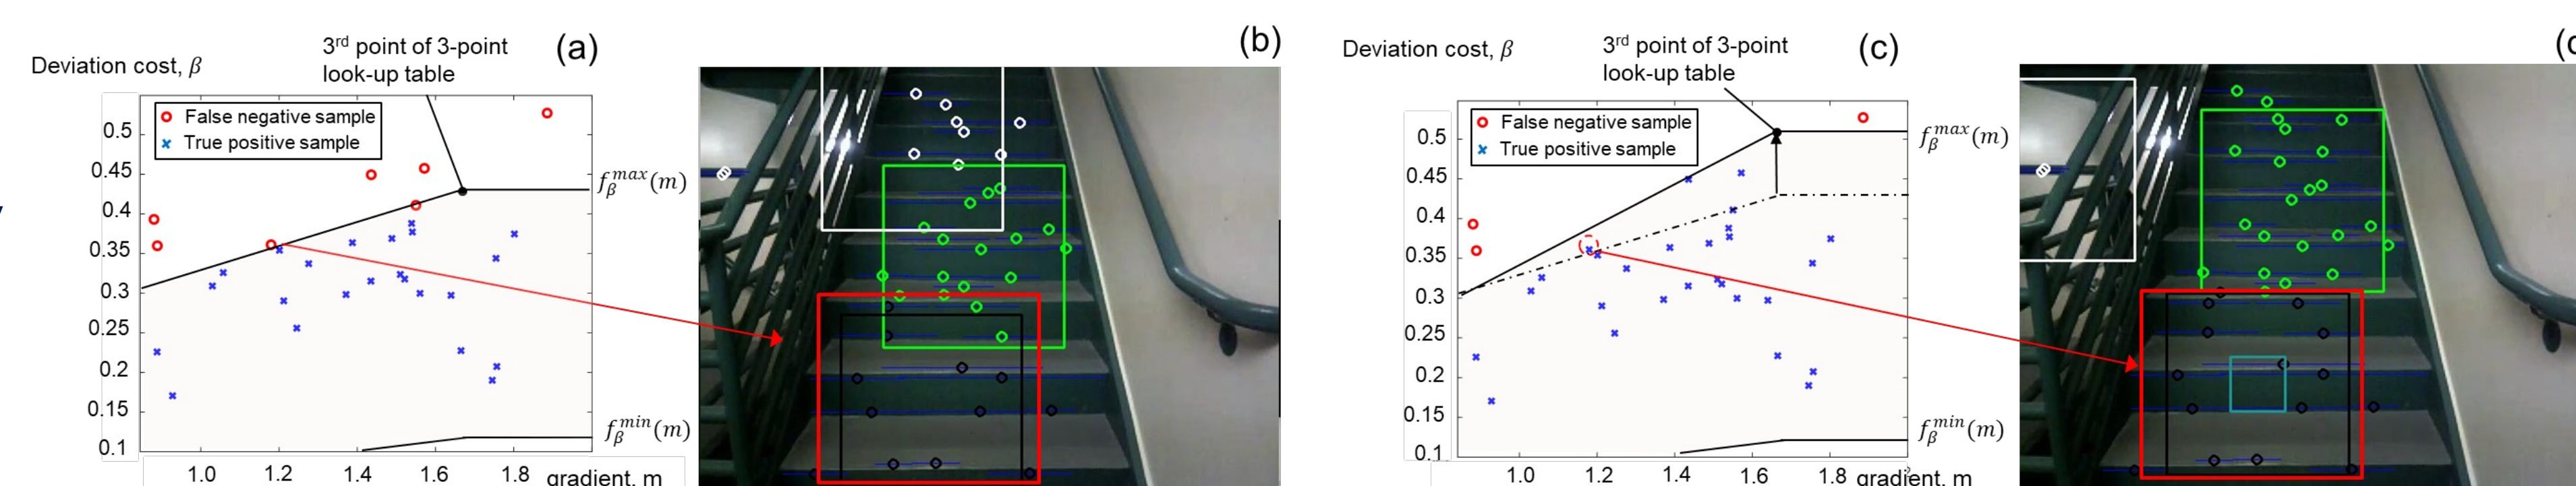 Deviation cost, β
3rd point of 3-point
look-up table
(a)
False negative sample
True positive sample
0.5
0.45
0.4
0.35
0.3
0.25
0.2
0.15
0.1
1.0 1.2 1.4 1.6 1.8 gradient, m
f_β^max(m)
f_β^min(m)
(b)
Deviation cost, β
3rd point of 3-point
look-up table
(c)
False negative sample
True positive sample
0.5
0.45
0.4
0.35
0.3
0.25
0.2
0.15
0.1
1.0 1.2 1.4 1.6 1.8 gradient, m
f_β^max(m)
f_β^min(m)